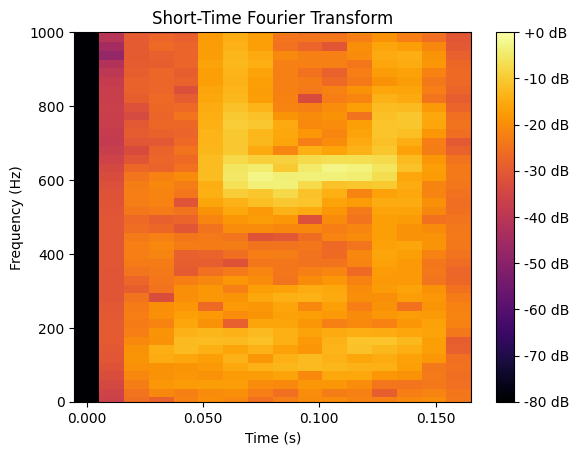 Short-Time Fourier Transform
1000
800
600
400
200
0
Frequency (Hz)
0.000
0.050
0.100
0.150
Time (s)
+0 dB
-10 dB
-20 dB
-30 dB
-40 dB
-50 dB
-60 dB
-70 dB
-80 dB